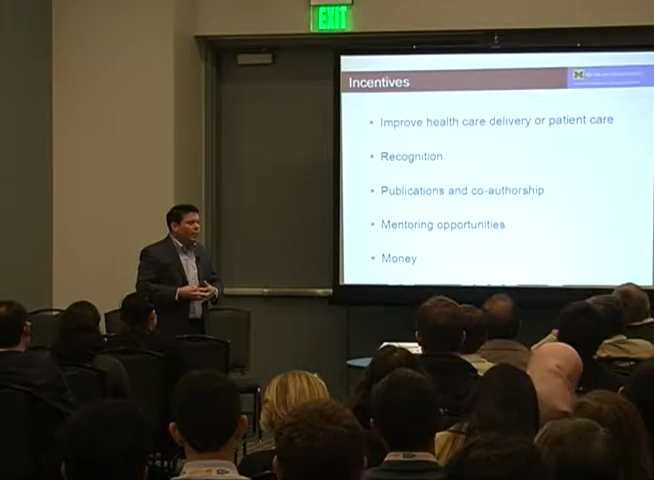 EXIT
Incentives
• Improve health care delivery or patient care
• Recognition
• Publications and co-authorship
• Mentoring opportunities
• Money